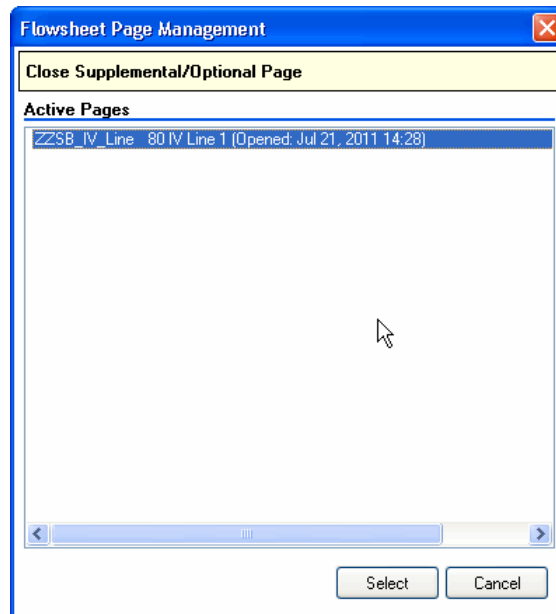 Flowsheet Page Management
Close Supplemental/Optional Page
Active Pages
ZZSB_IV_Line 80 IV Line 1 (Opened: Jul 21, 2011 14:28)
Select Cancel